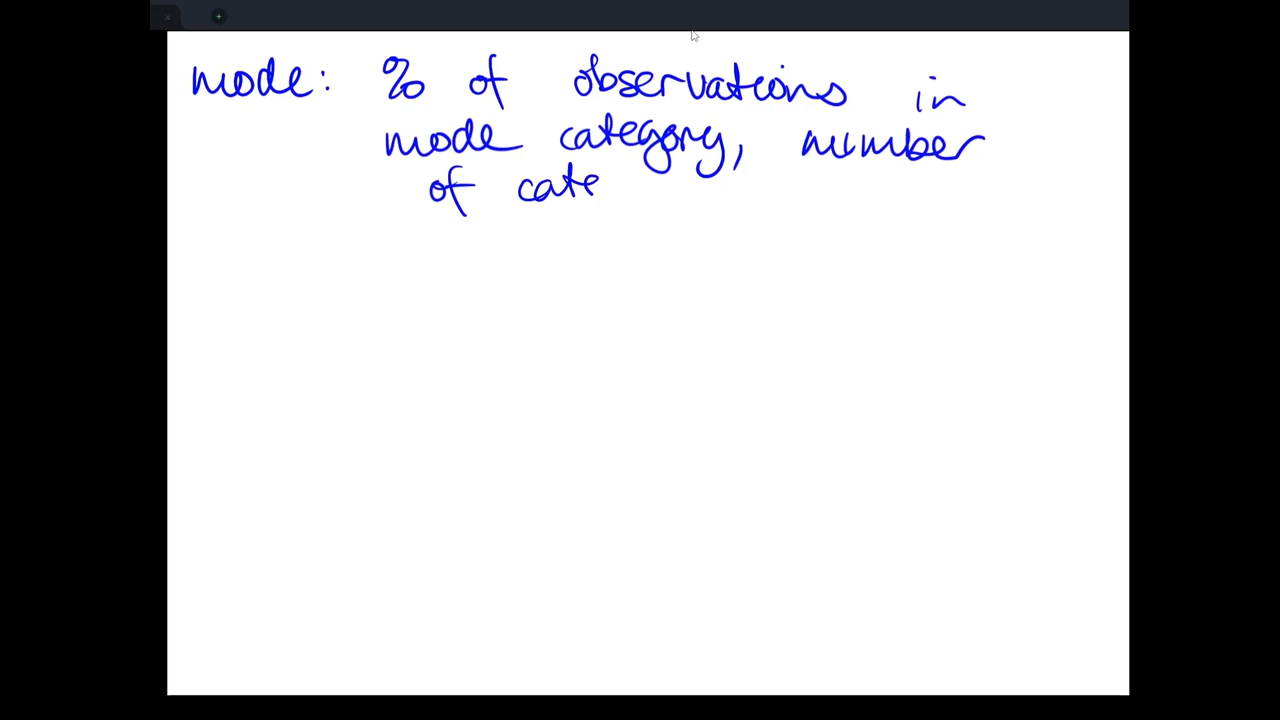 mode: % of observations in
mode category, number
of cate